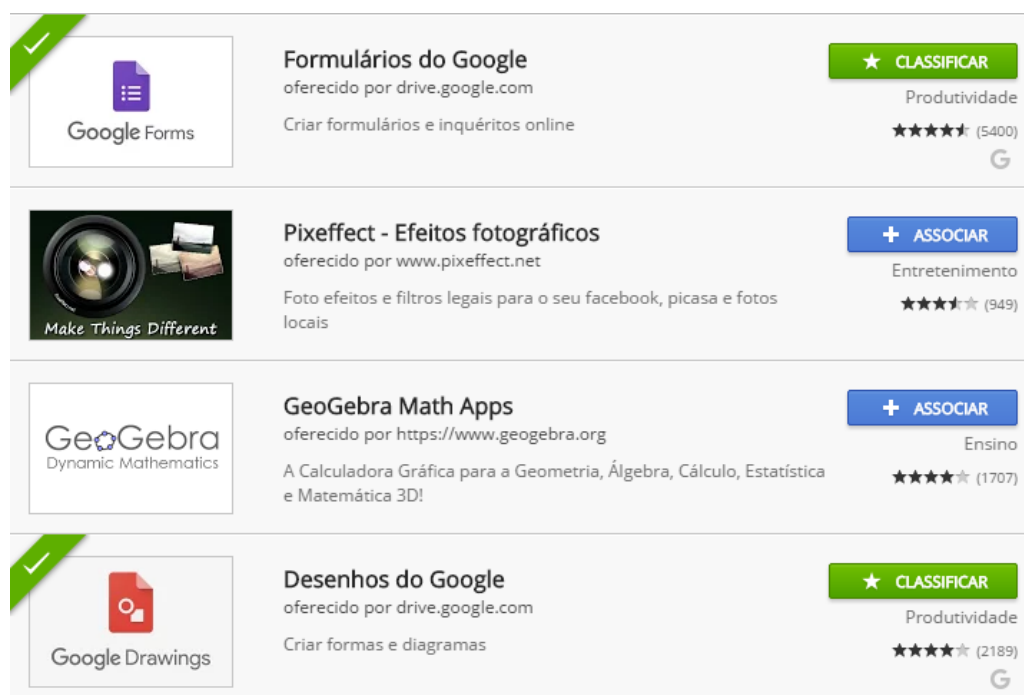 Formulários do Google
oferecido por drive.google.com
Criar formulários e inquéritos online
Google Forms
★ CLASSIFICAR
Produtividade
(5400)
G
Pixeffect - Efeitos fotográficos
oferecido por www.pixeffect.net
Foto efeitos e filtros legais para o seu facebook, picasa e fotos
locais
Make Things Different
+ ASSOCIAR
Entretenimento
(949)
GeoGebra Math Apps
oferecido por https://www.geogebra.org
A Calculadora Gráfica para a Geometria, Álgebra, Cálculo, Estatística
e Matemática 3D!
GeoGebra
Dynamic Mathematics
+ ASSOCIAR
Ensino
(1707)
Desenhos do Google
oferecido por drive.google.com
Criar formas e diagramas
Google Drawings
★ CLASSIFICAR
Produtividade
(2189)
G